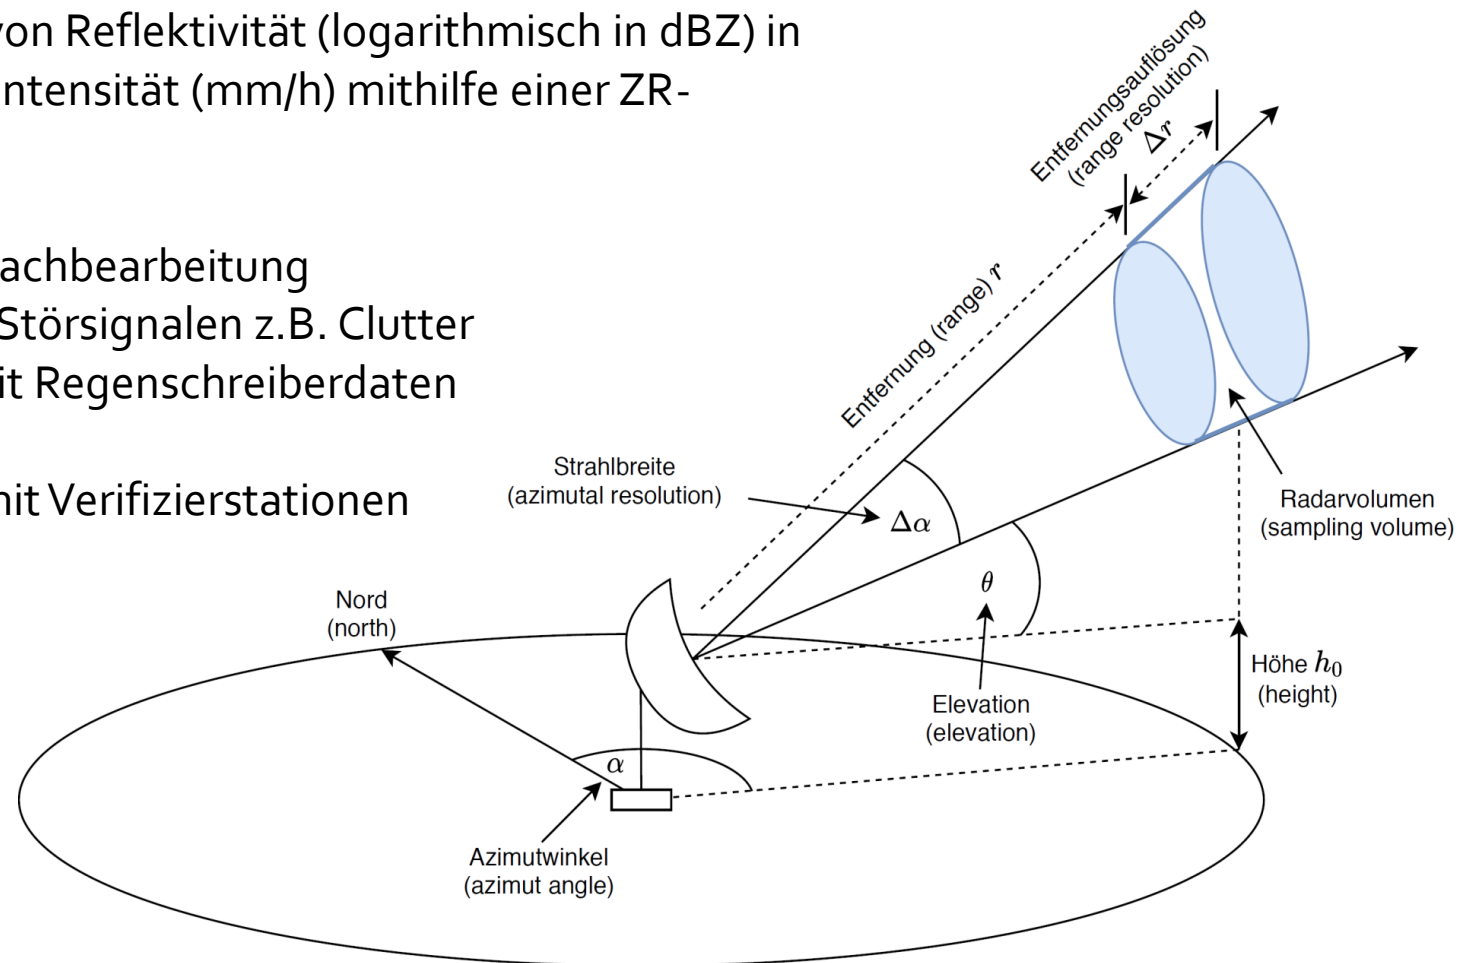 von Reflektivität (logarithmisch in dBZ) in
ntensität (mm/h) mithilfe einer ZR-
achbearbeitung
Störsignalen z.B. Clutter
it Regenschreiberdaten
nit Verifizierstationen
Entfernungsauflösung
(range resolution)
Δr
Entfernung (range) r
Strahlbreite
(azimutal resolution)
Δα
Radarvolumen
(sampling volume)
θ
Nord
(north)
Höhe h₀
(height)
Elevation
(elevation)
α
Azimutwinkel
(azimut angle)